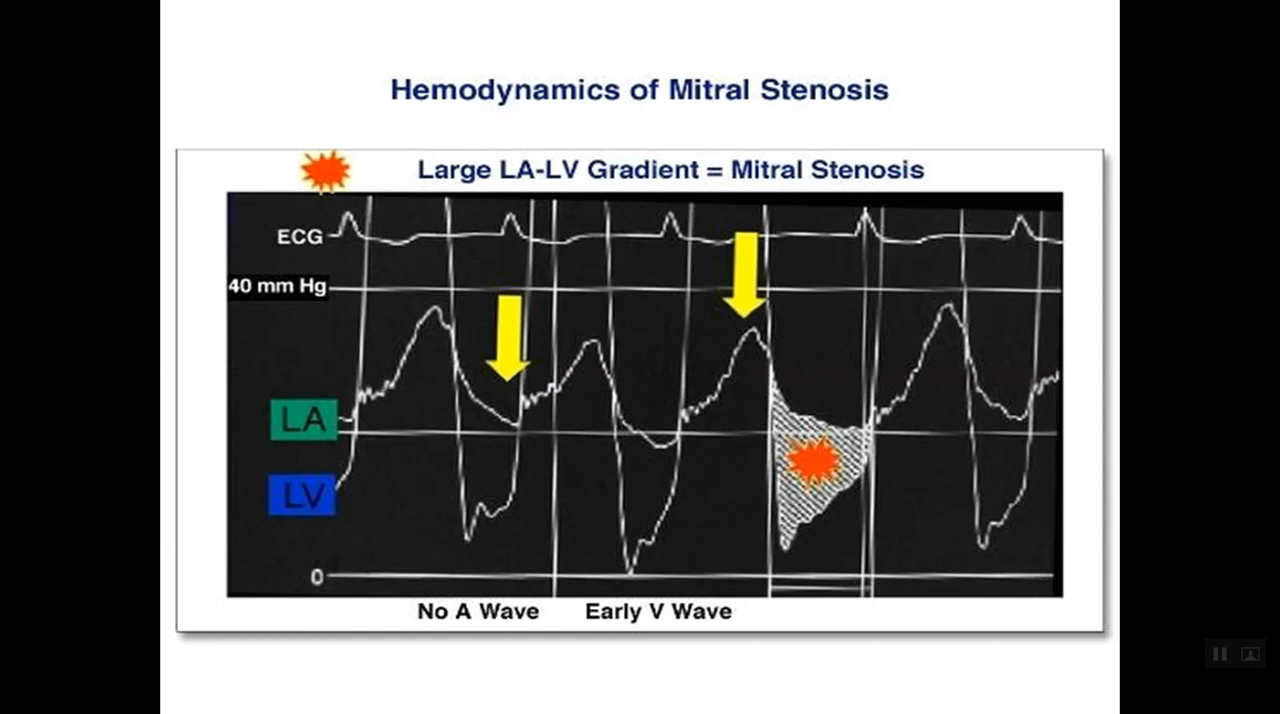 Hemodynamics of Mitral Stenosis
Large LA-LV Gradient = Mitral Stenosis
ECG
40 mm Hg
LA
LV
0
No A Wave
Early V Wave